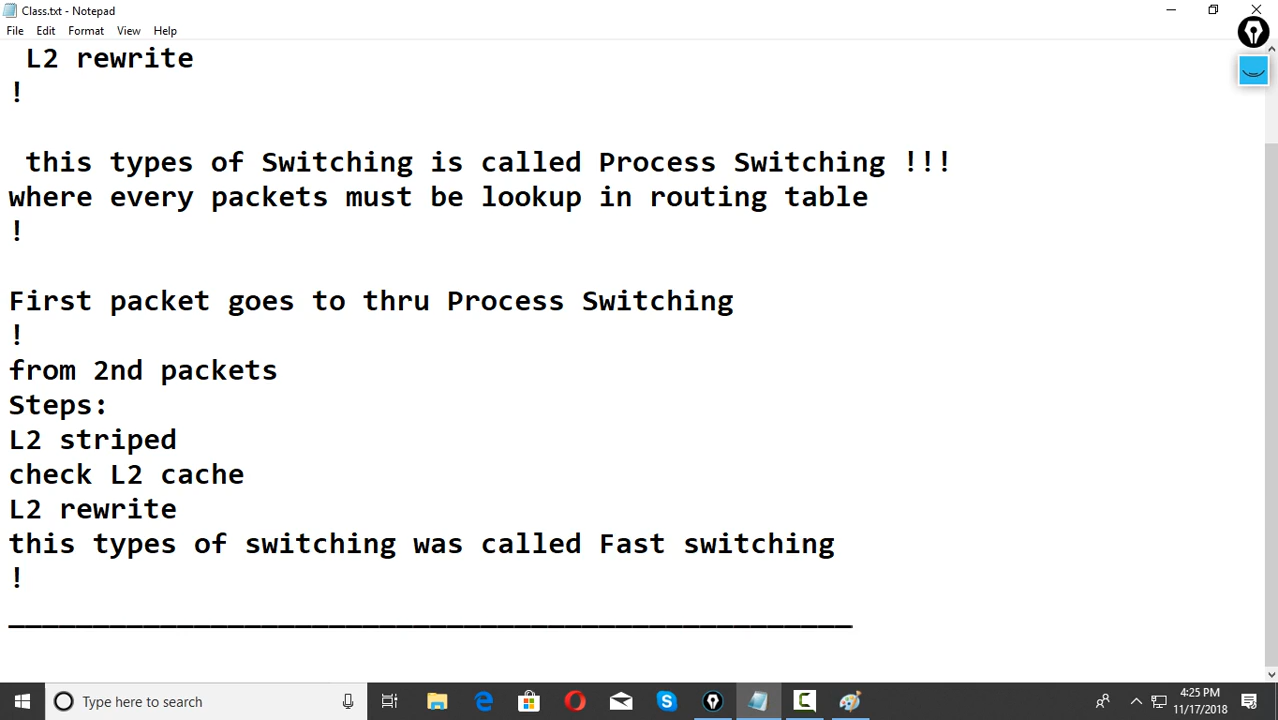 Class.txt - Notepad
File Edit Format View Help
L2 rewrite
!
this types of Switching is called Process Switching !!!
where every packets must be lookup in routing table
!
First packet goes to thru Process Switching
!
from 2nd packets
Steps:
L2 striped
check L2 cache
L2 rewrite
this types of switching was called Fast switching
!
__________________________________________________
Type here to search
4:25 PM
11/17/2018